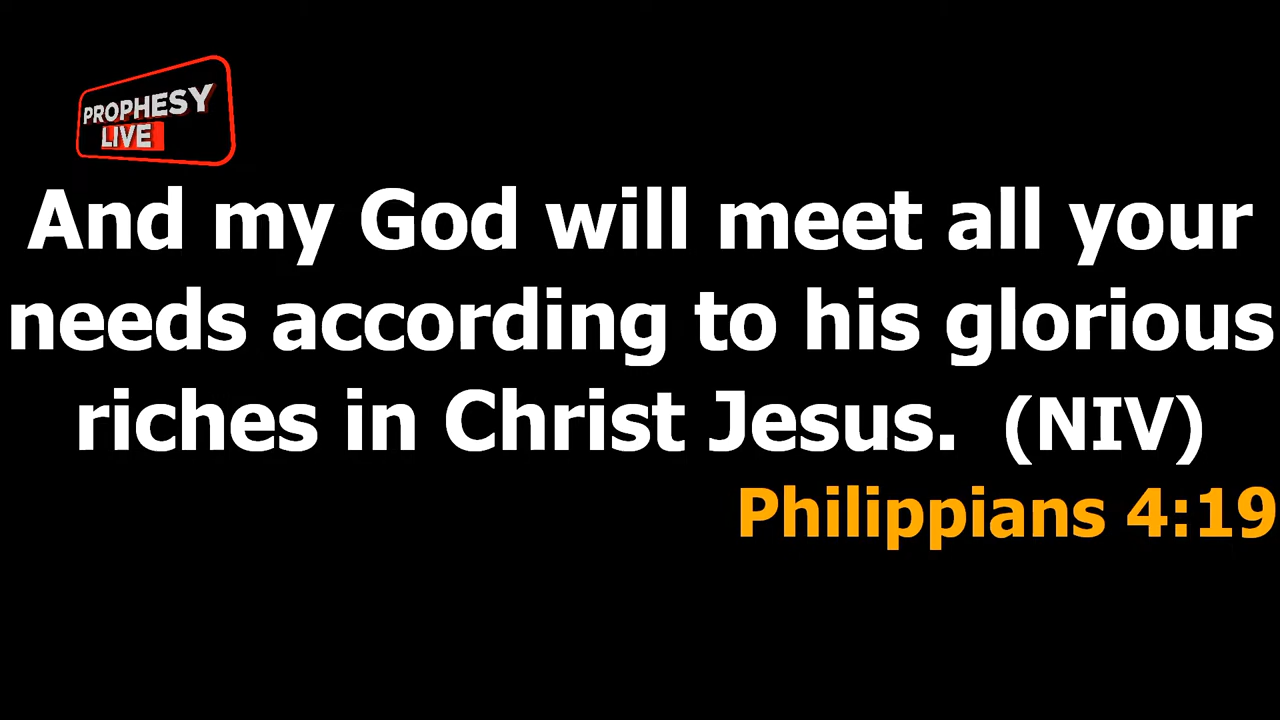 PROPHESY
LIVE
And my God will meet all your
needs according to his glorious
riches in Christ Jesus.  (NIV)
Philippians 4:19